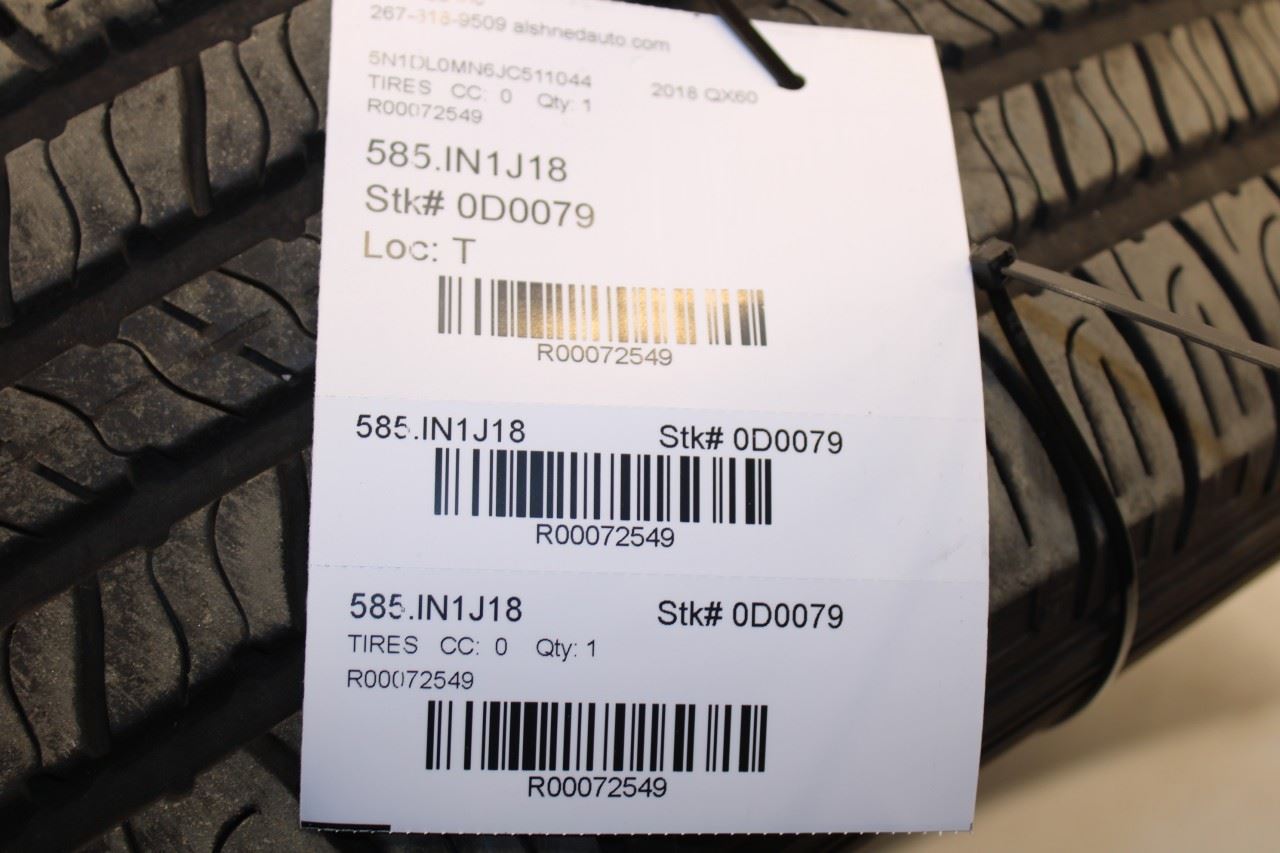 267-318-9509 alshnedauto.com
5N1DL0MN6JC511044 2018 QX60
TIRES CC: 0 Qty: 1
R00072549
585.IN1J18
Stk# 0D0079
Loc: T
R00072549
585.IN1J18 Stk# 0D0079
R00072549
585.IN1J18 Stk# 0D0079
TIRES CC: 0 Qty: 1
R00072549
R00072549